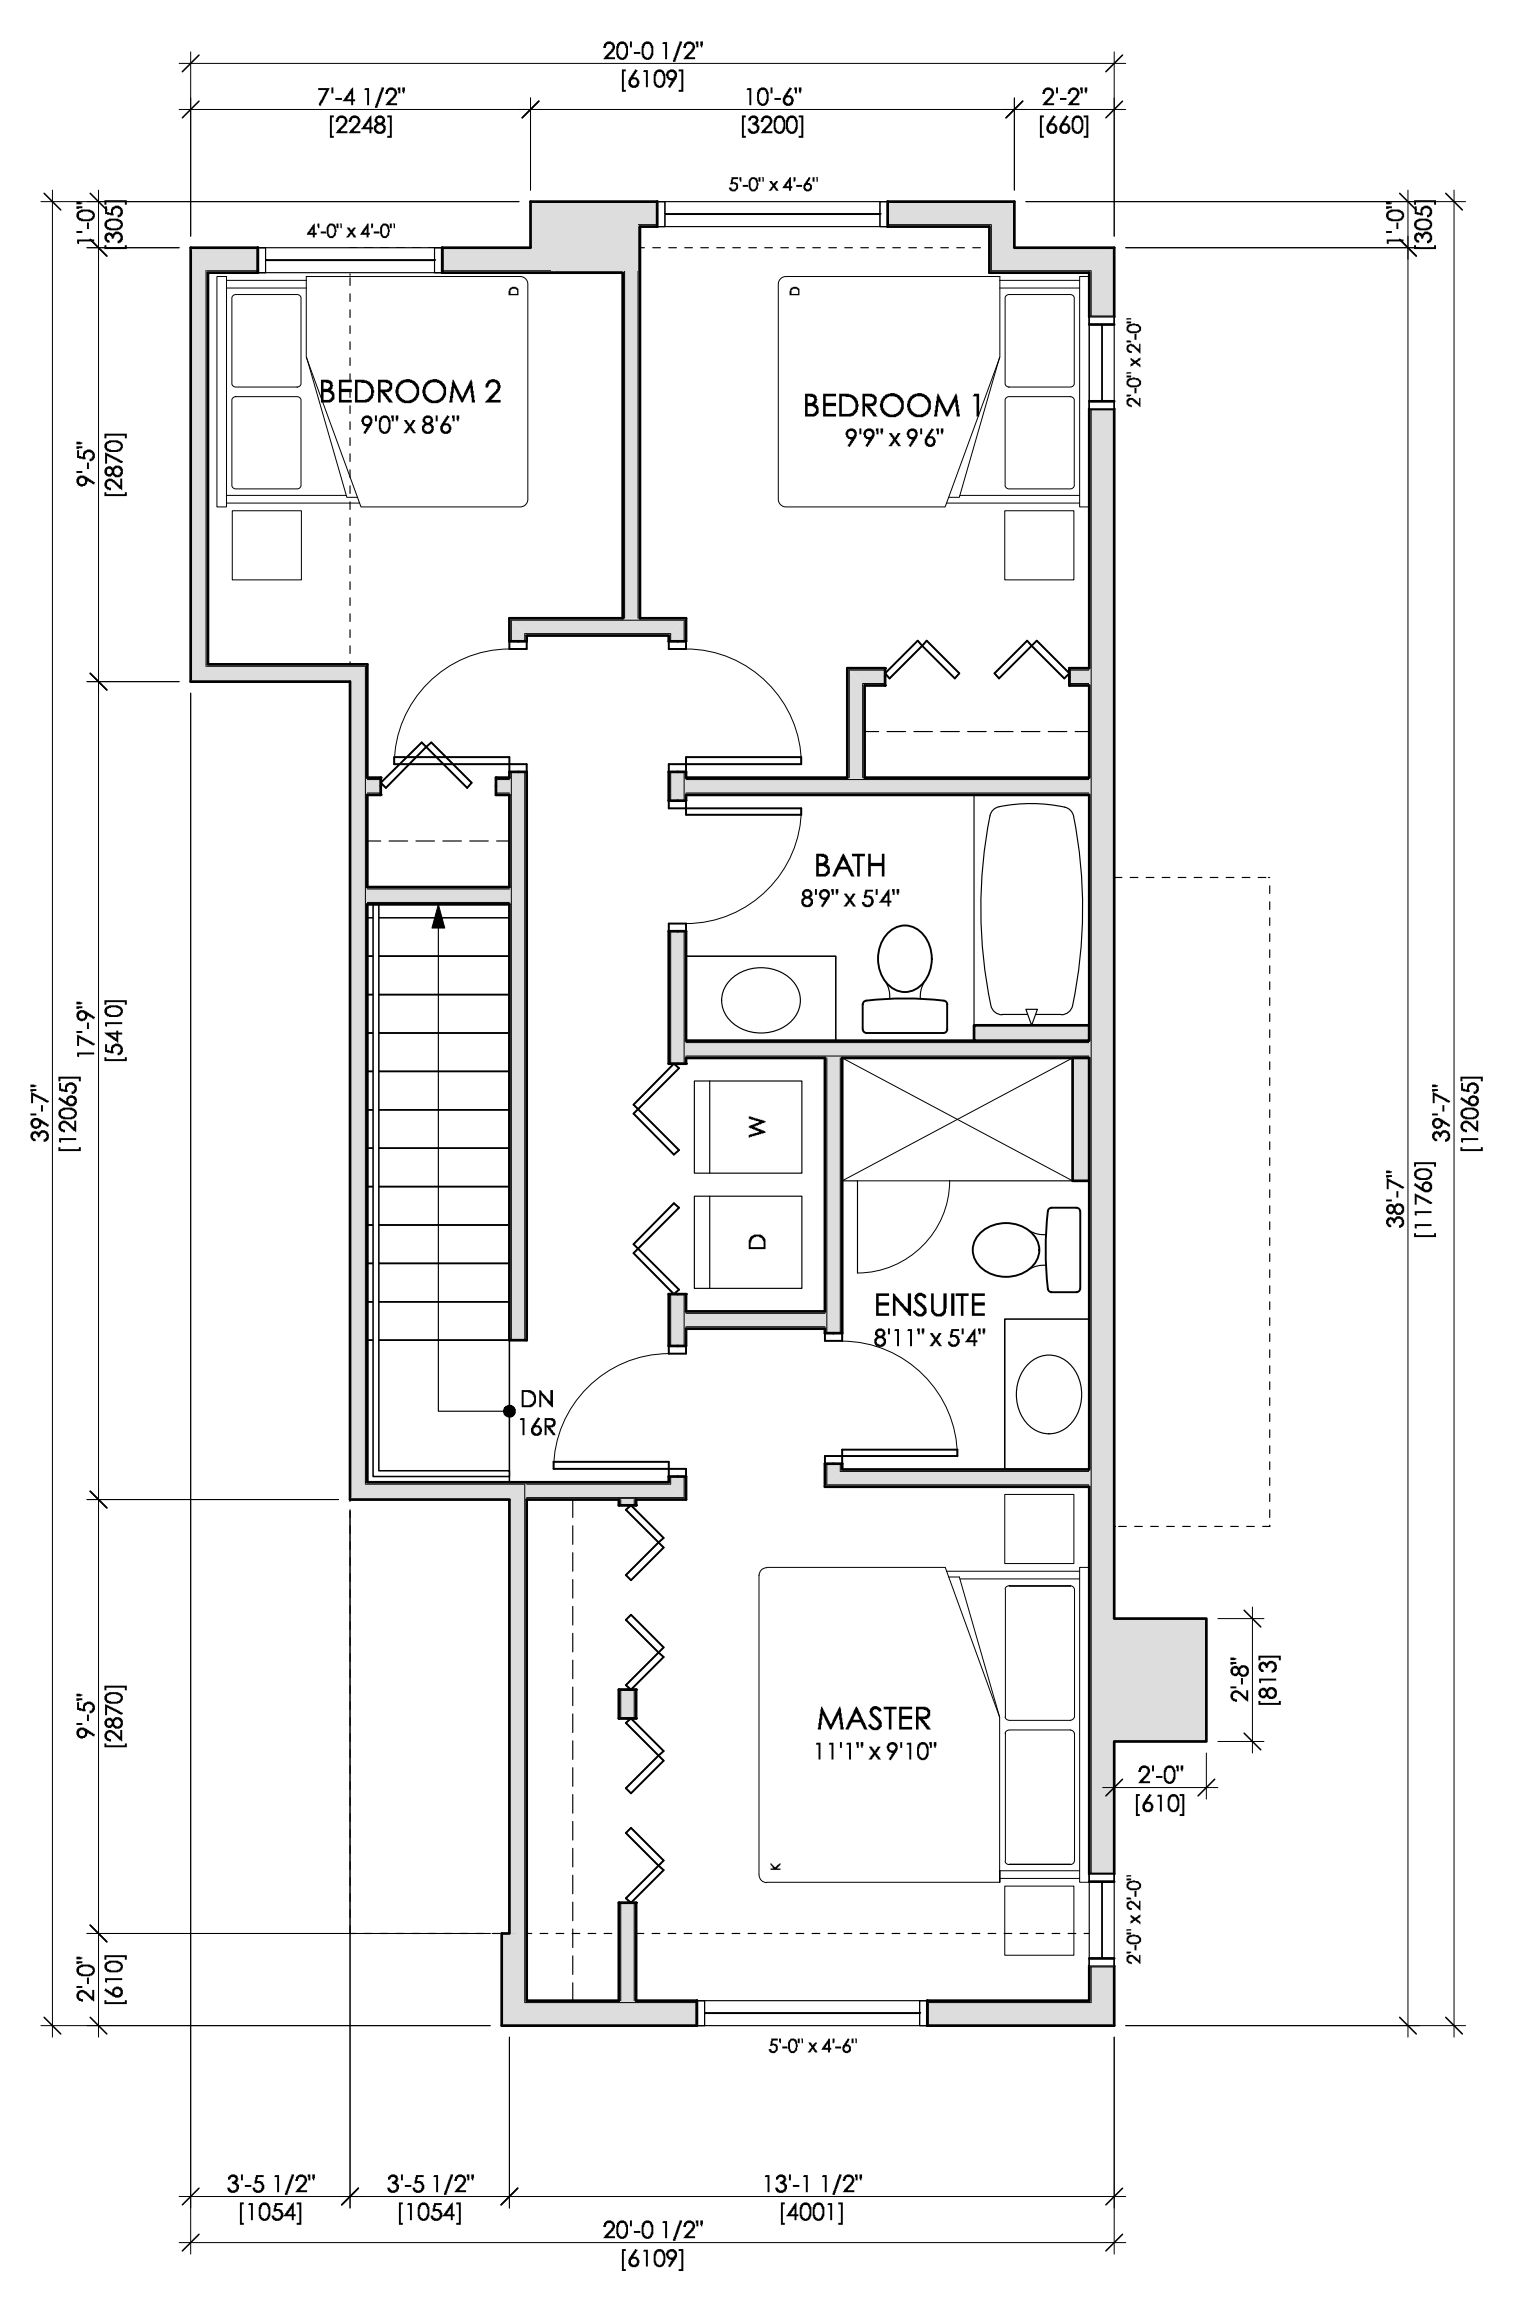 20'-0 1/2"
[6109]
7'-4 1/2"
[2248]
10'-6"
[3200]
2'-2"
[660]
5'-0" x 4'-6"
4'-0" x 4'-0"
1'-0"
[305]
1'-0"
[305]
2'-0" x 2'-0"
D
D
BEDROOM 2
9'0" x 8'6"
BEDROOM 1
9'9" x 9'6"
9'-5"
[2870]
BATH
8'9" x 5'4"
17'-9"
[5410]
39'-7"
[12065]
39'-7"
[12065]
38'-7"
[11760]
W
D
ENSUITE
8'11" x 5'4"
DN
16R
9'-5"
[2870]
2'-8"
[813]
MASTER
11'1" x 9'10"
2'-0"
[610]
K
2'-0" x 2'-0"
2'-0"
[610]
5'-0" x 4'-6"
3'-5 1/2"
[1054]
3'-5 1/2"
[1054]
13'-1 1/2"
[4001]
20'-0 1/2"
[6109]